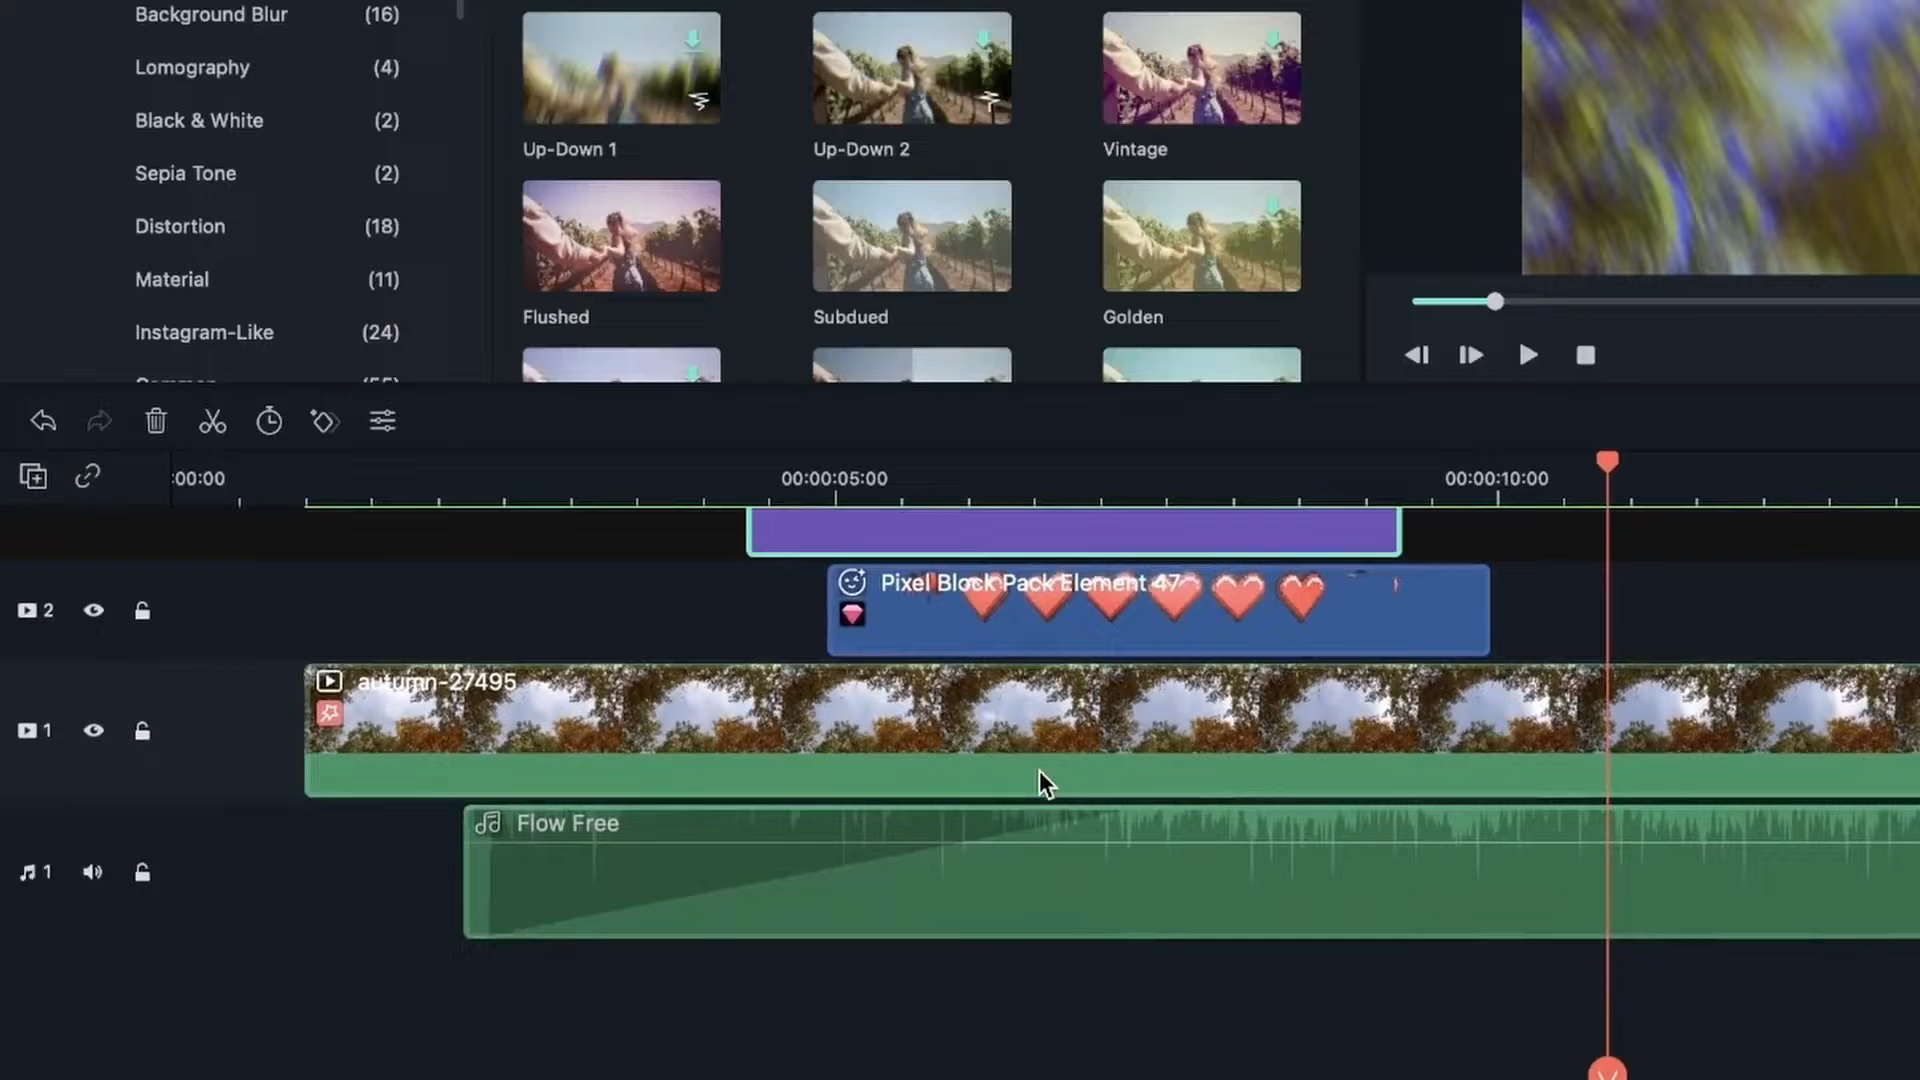 Background Blur (16)
Lomography (4)
Black & White (2)
Sepia Tone (2)
Distortion (18)
Material (11)
Instagram-Like (24)
Up-Down 1
Up-Down 2
Vintage
Flushed
Subdued
Golden
:00:00
00:00:05:00
00:00:10:00
2
Pixel Block Pack Element 47
autumn-27495
1
Flow Free
1